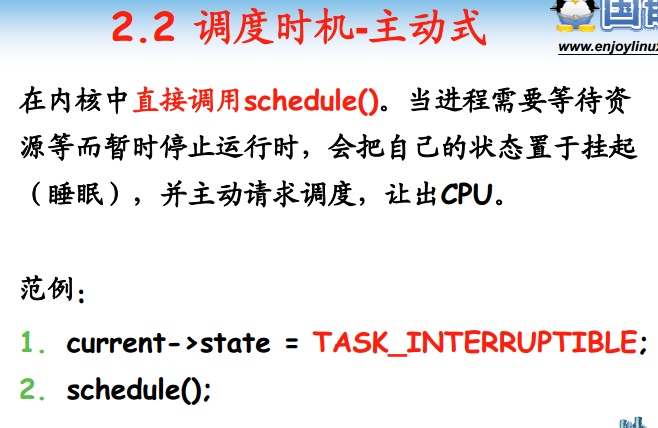 2.2 调度时机-主动式
www.enjoylinux
在内核中直接调用schedule()。当进程需要等待资
源等而暂时停止运行时，会把自己的状态置于挂起
（睡眠），并主动请求调度，让出CPU。
范例：
1. current->state = TASK_INTERRUPTIBLE;
2. schedule();